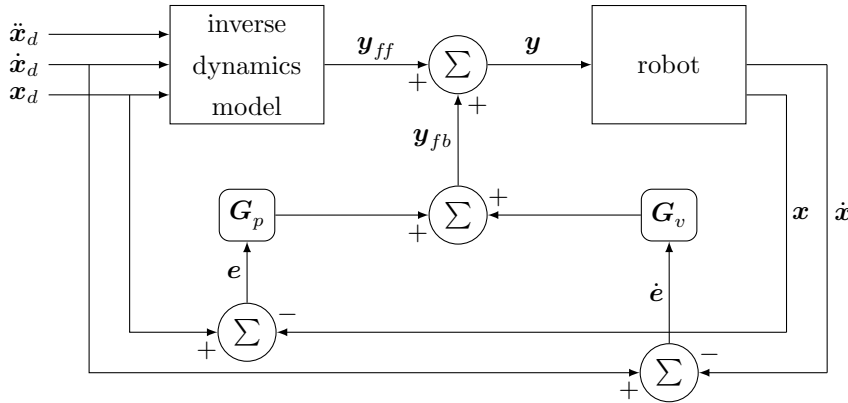 ẍ_d
ẋ_d
x_d
inverse
dynamics
model
y_ff
Σ
+
+
y
robot
y_fb
G_p
+
Σ
+
G_v
x
ẋ
e
ė
Σ
+
−
Σ
+
−